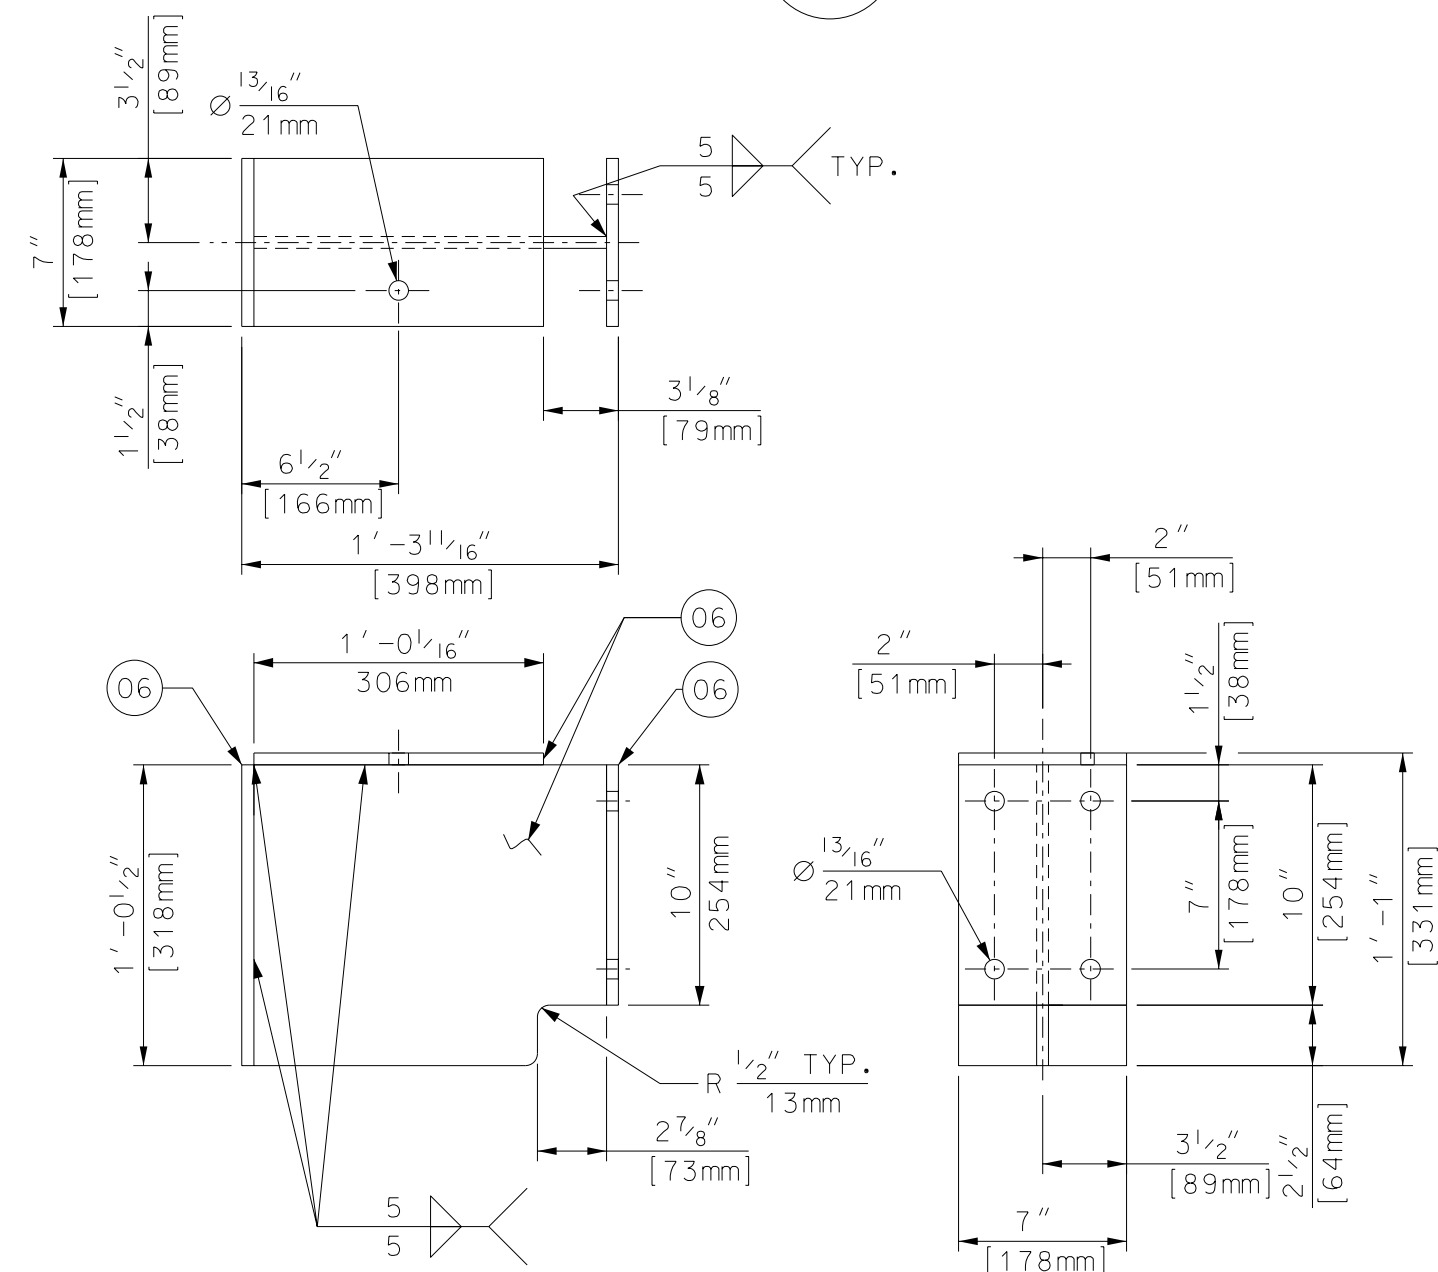 3 1/2"
[89mm]
Ø 13/16"
21mm
5
5
TYP.
7"
[178mm]
1 1/2"
[38mm]
3 1/8"
[79mm]
6 1/2"
[166mm]
1'-3 11/16"
[398mm]
2"
[51mm]
06
1'-0 1/16"
306mm
06
06
2"
[51mm]
1 1/2"
[38mm]
1'-0 1/2"
[318mm]
10"
254mm
Ø 13/16"
21mm
7"
[178mm]
10"
[254mm]
1'-1"
[331mm]
R 1/2" TYP.
13mm
2 7/8"
[73mm]
3 1/2"
[89mm]
2 1/2"
[64mm]
5
5
7"
[178mm]